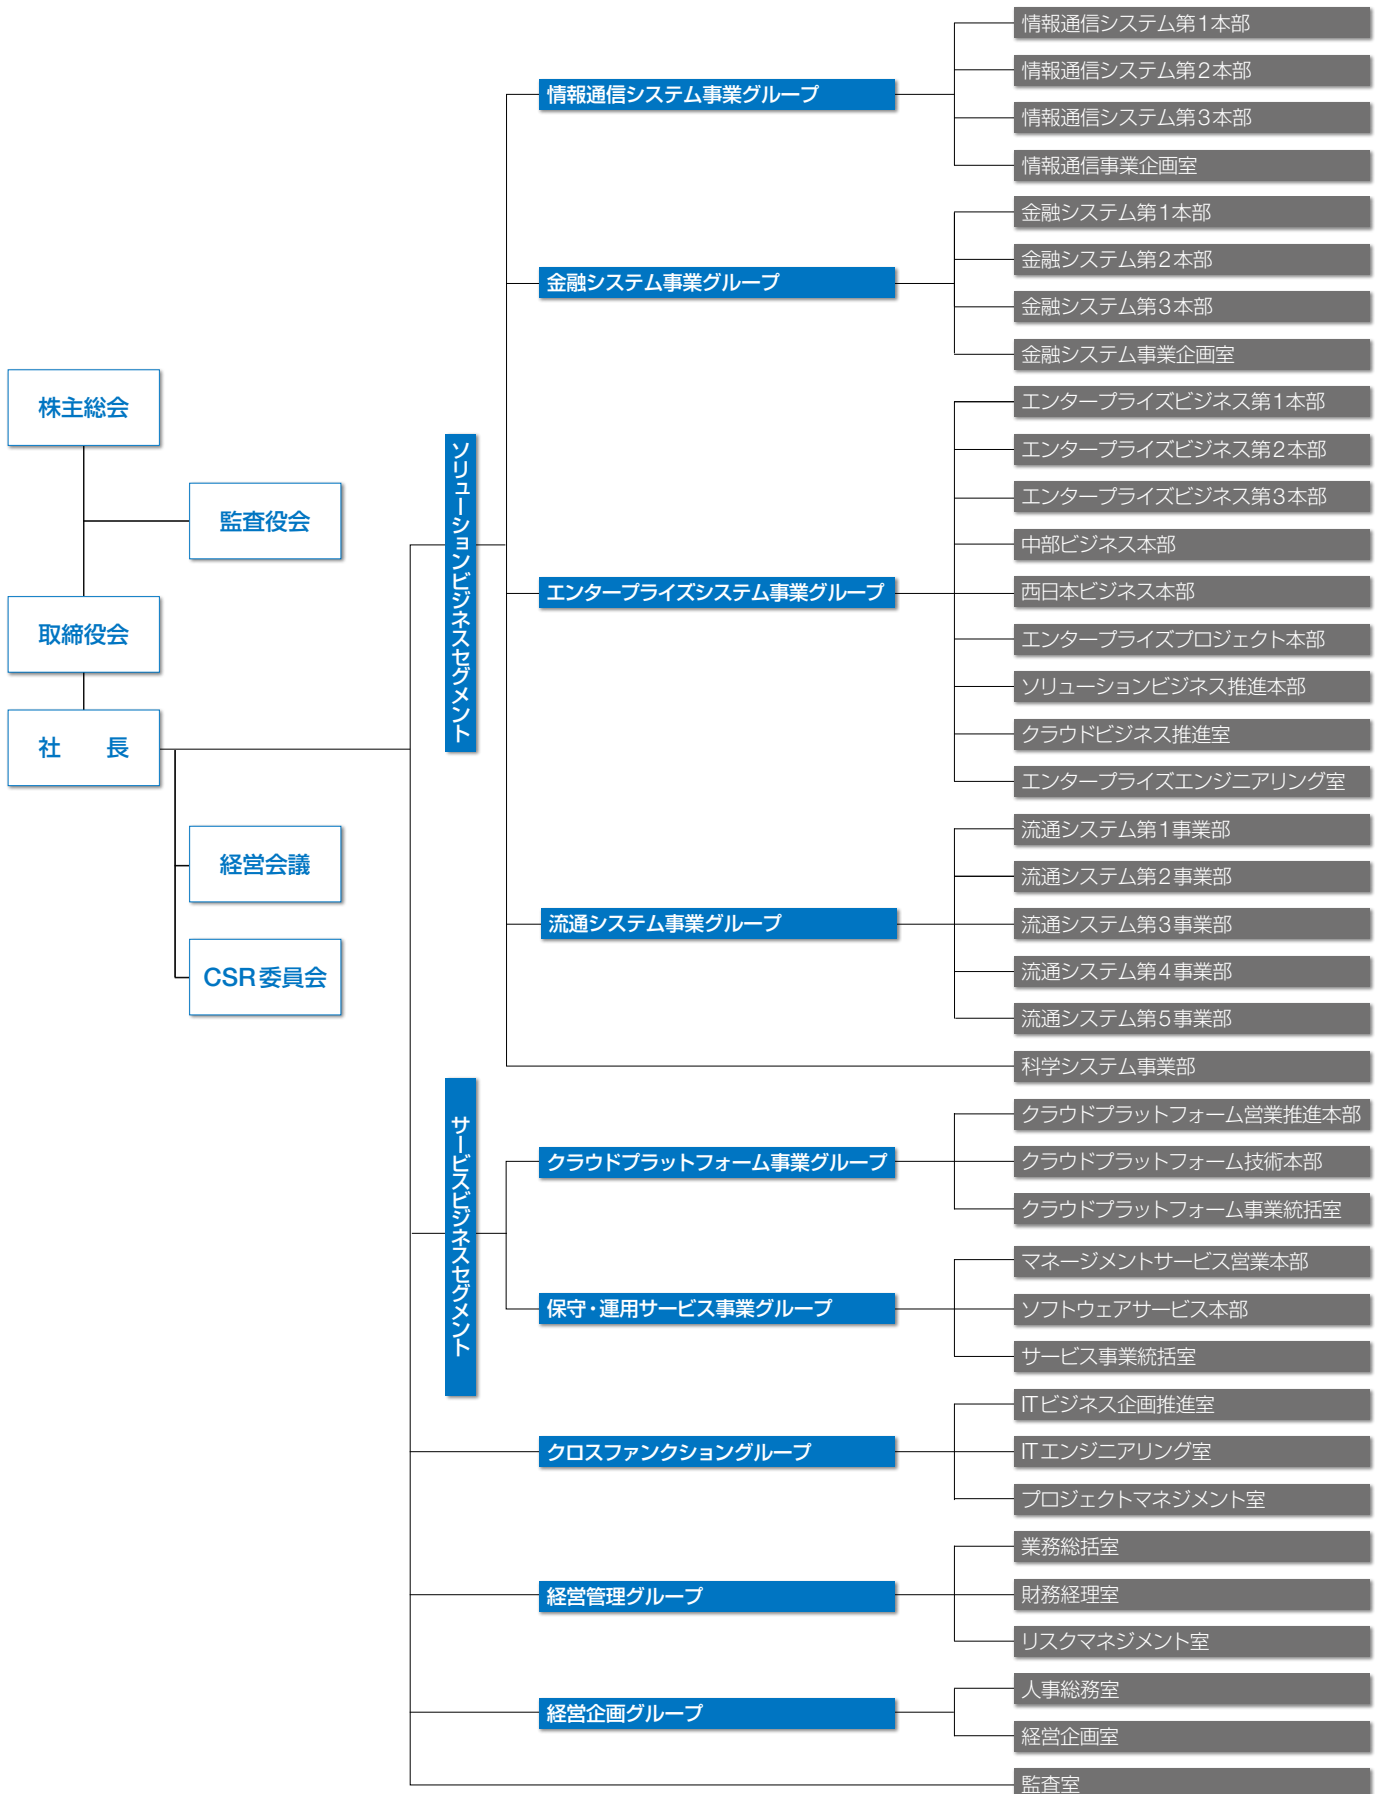 株主総会
監査役会
取締役会
社　　長
経営会議
CSR委員会
ソリューションビジネスセグメント
情報通信システム事業グループ
情報通信システム第1本部
情報通信システム第2本部
情報通信システム第3本部
情報通信事業企画室
金融システム事業グループ
金融システム第1本部
金融システム第2本部
金融システム第3本部
金融システム事業企画室
エンタープライズシステム事業グループ
エンタープライズビジネス第1本部
エンタープライズビジネス第2本部
エンタープライズビジネス第3本部
中部ビジネス本部
西日本ビジネス本部
エンタープライズプロジェクト本部
ソリューションビジネス推進本部
クラウドビジネス推進室
エンタープライズエンジニアリング室
流通システム事業グループ
流通システム第1事業部
流通システム第2事業部
流通システム第3事業部
流通システム第4事業部
流通システム第5事業部
科学システム事業部
サービスビジネスセグメント
クラウドプラットフォーム事業グループ
クラウドプラットフォーム営業推進本部
クラウドプラットフォーム技術本部
クラウドプラットフォーム事業統括室
保守・運用サービス事業グループ
マネージメントサービス営業本部
ソフトウェアサービス本部
サービス事業統括室
クロスファンクショングループ
ITビジネス企画推進室
ITエンジニアリング室
プロジェクトマネジメント室
経営管理グループ
業務総括室
財務経理室
リスクマネジメント室
経営企画グループ
人事総務室
経営企画室
監査室